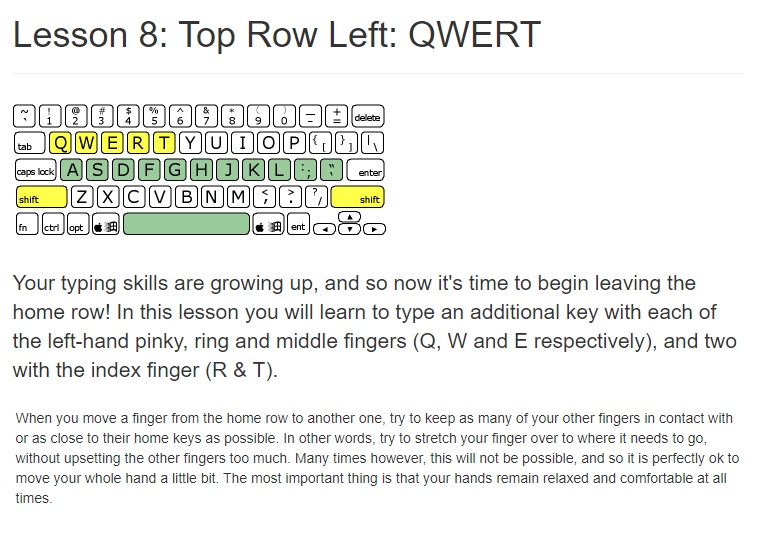 Lesson 8: Top Row Left: QWERT
~ ` ! 1 @ 2 # 3 $ 4 % 5 ^ 6 & 7 * 8 ( 9 ) 0 _ - + = delete
tab Q W E R T Y U I O P { [ } ] | \
caps lock A S D F G H J K L : ; enter
shift Z X C V B N M < > . ? / shift
fn ctrl opt ent
Your typing skills are growing up, and so now it's time to begin leaving the
home row! In this lesson you will learn to type an additional key with each of
the left-hand pinky, ring and middle fingers (Q, W and E respectively), and two
with the index finger (R & T).
When you move a finger from the home row to another one, try to keep as many of your other fingers in contact with
or as close to their home keys as possible. In other words, try to stretch your finger over to where it needs to go,
without upsetting the other fingers too much. Many times however, this will not be possible, and so it is perfectly ok to
move your whole hand a little bit. The most important thing is that your hands remain relaxed and comfortable at all
times.